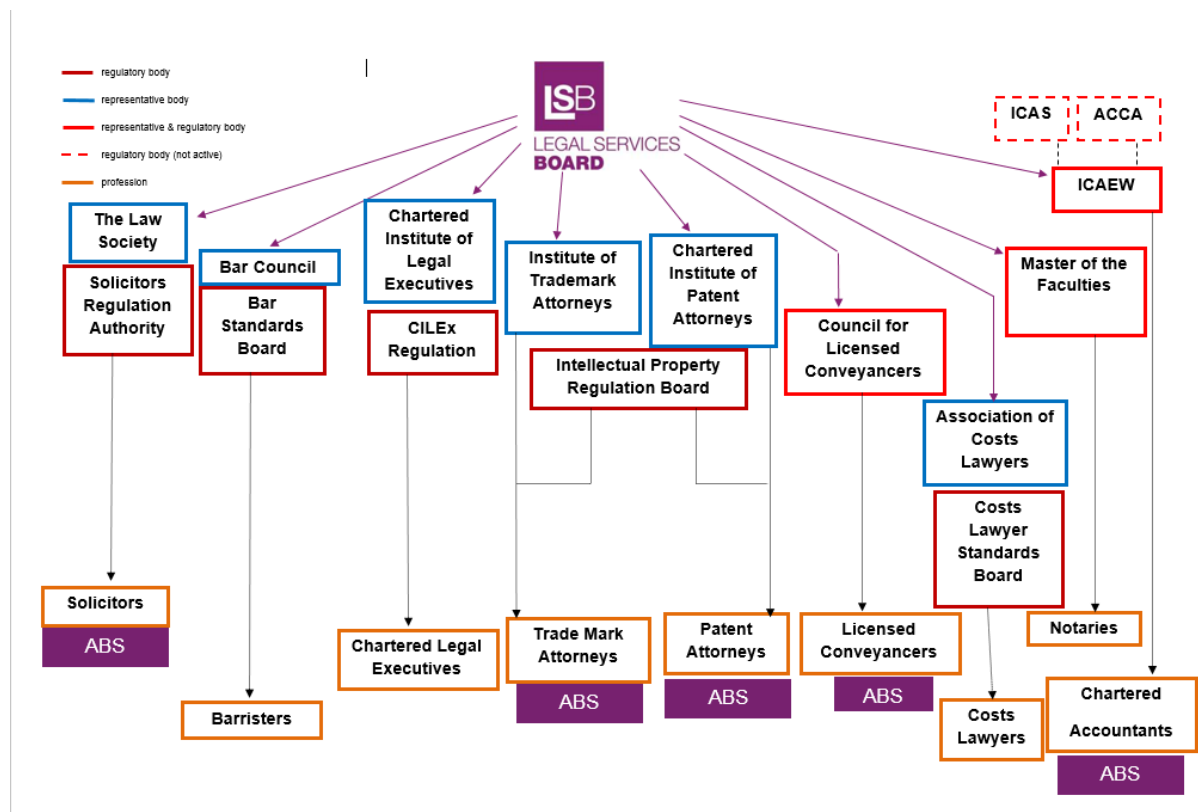 regulatory body
representative body
representative & regulatory body
regulatory body (not active)
profession
LSB
LEGAL SERVICES
BOARD
ICAS
ACCA
ICAEW
The Law
Society
Solicitors
Regulation
Authority
Bar Council
Bar
Standards
Board
Chartered
Institute of
Legal
Executives
CILEx
Regulation
Institute of
Trademark
Attorneys
Chartered
Institute of
Patent
Attorneys
Intellectual Property
Regulation Board
Council for
Licensed
Conveyancers
Master of the
Faculties
Association of
Costs
Lawyers
Costs
Lawyer
Standards
Board
Solicitors
ABS
Barristers
Chartered Legal
Executives
Trade Mark
Attorneys
ABS
Patent
Attorneys
ABS
Licensed
Conveyancers
ABS
Costs
Lawyers
Notaries
Chartered
Accountants
ABS